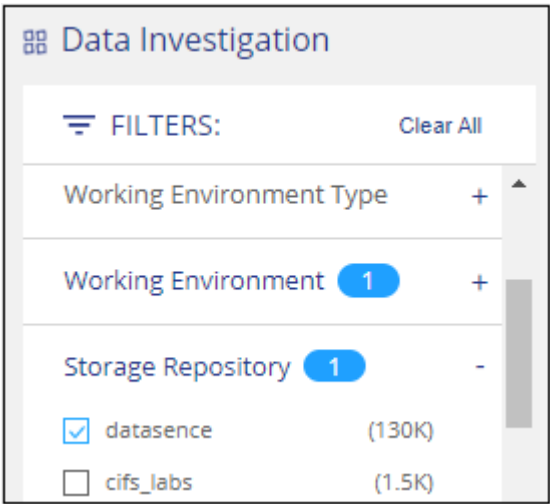 Data Investigation
FILTERS: Clear All
Working Environment Type +
Working Environment 1 +
Storage Repository 1 -
datasence (130K)
cifs_labs (1.5K)